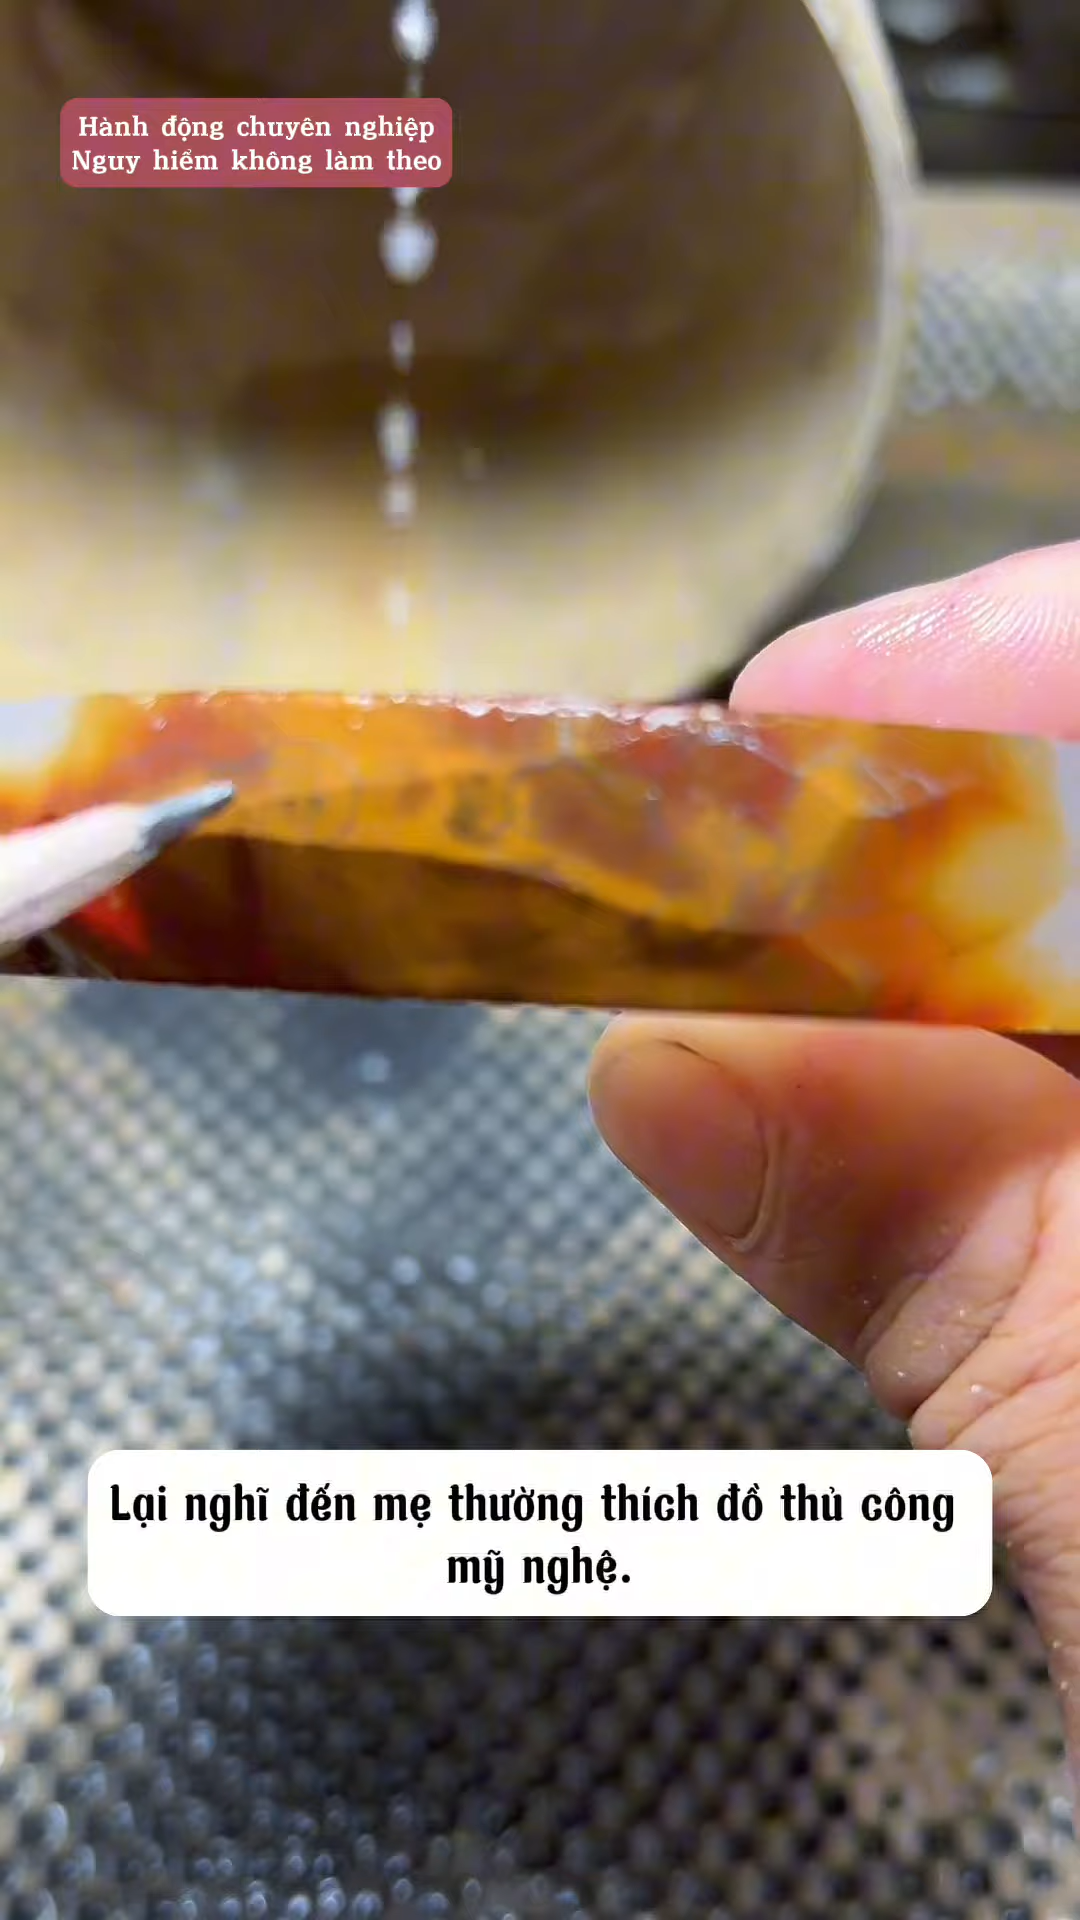 Hành động chuyên nghiệp
Nguy hiểm không làm theo
Lại nghĩ đến mẹ thường thích đồ thủ công
mỹ nghệ.